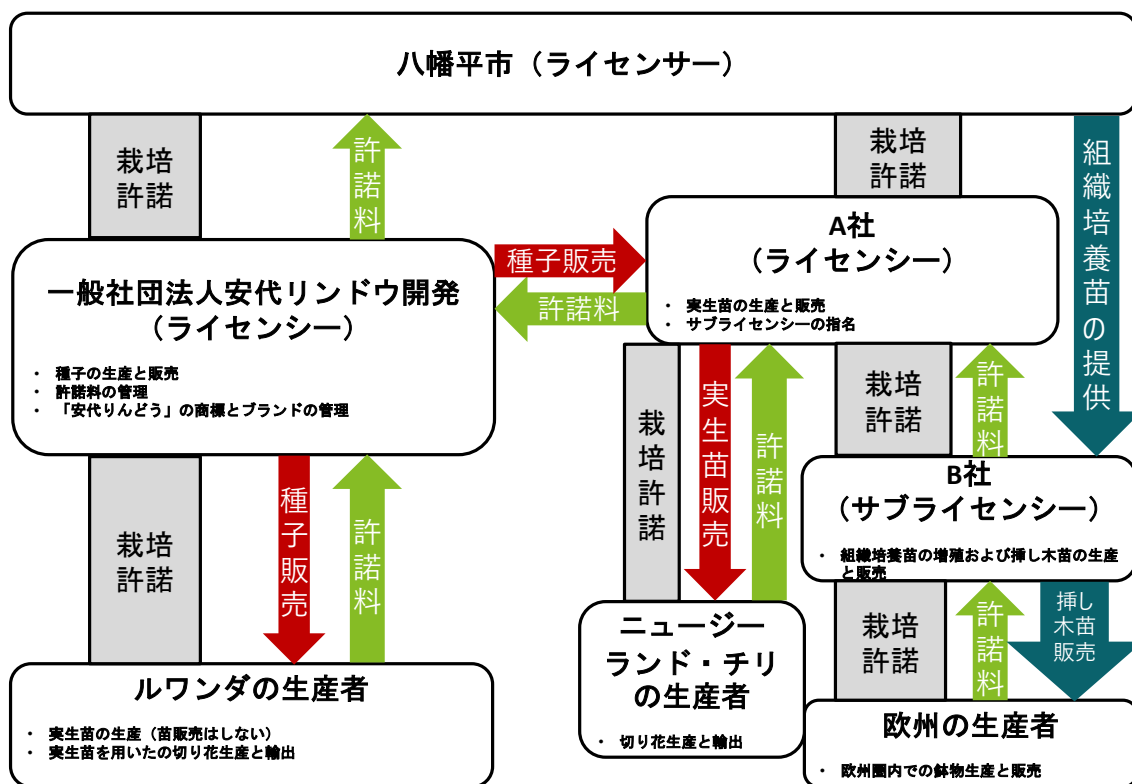 八幡平市（ライセンサー）
栽培
許諾
許諾料
栽培
許諾
組織培養苗の提供
一般社団法人安代リンドウ開発
（ライセンシー）
・ 種子の生産と販売
・ 許諾料の管理
・ 「安代りんどう」の商標とブランドの管理
種子販売
許諾料
A社
（ライセンシー）
・ 実生苗の生産と販売
・ サブライセンシーの指名
栽培
許諾
種子販売
許諾料
栽培許諾
実生苗販売
許諾料
栽培
許諾
許諾料
B社
（サブライセンシー）
・ 組織培養苗の増殖および挿し木苗の生産
と販売
栽培
許諾
許諾料
挿し
木苗
販売
ルワンダの生産者
・ 実生苗の生産（苗販売はしない）
・ 実生苗を用いたの切り花生産と輸出
ニュージー
ランド・チリ
の生産者
・ 切り花生産と輸出
欧州の生産者
・ 欧州圏内での鉢物生産と販売